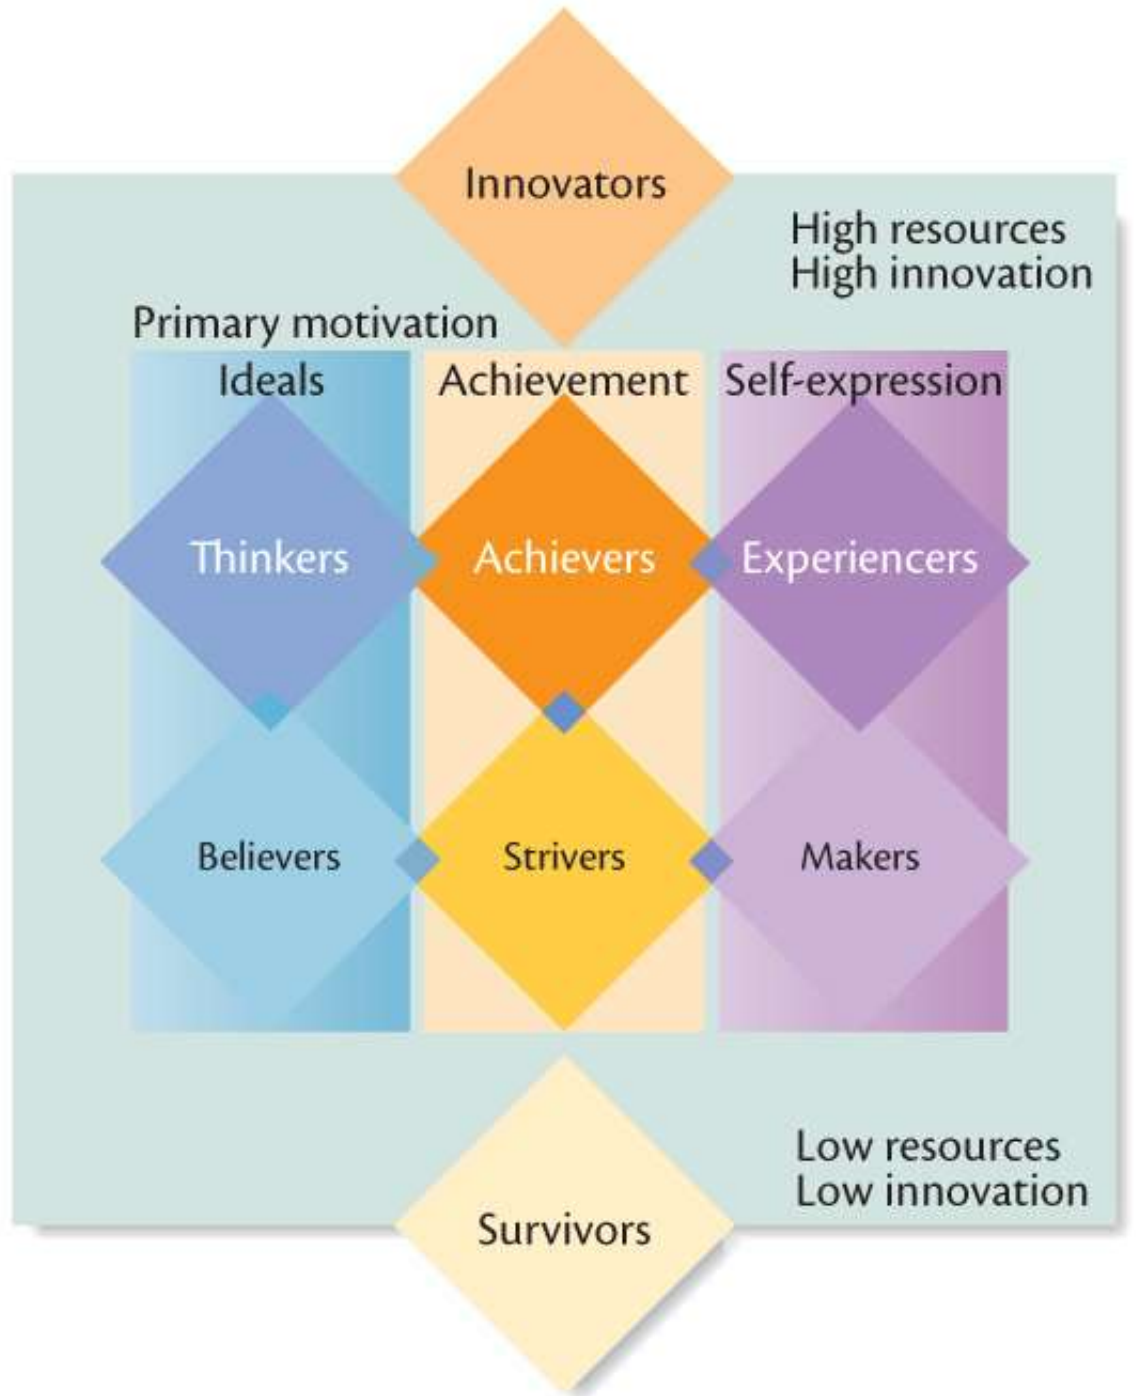 Innovators
High resources
High innovation
Primary motivation
Ideals
Achievement
Self-expression
Thinkers
Achievers
Experiencers
Believers
Strivers
Makers
Low resources
Low innovation
Survivors